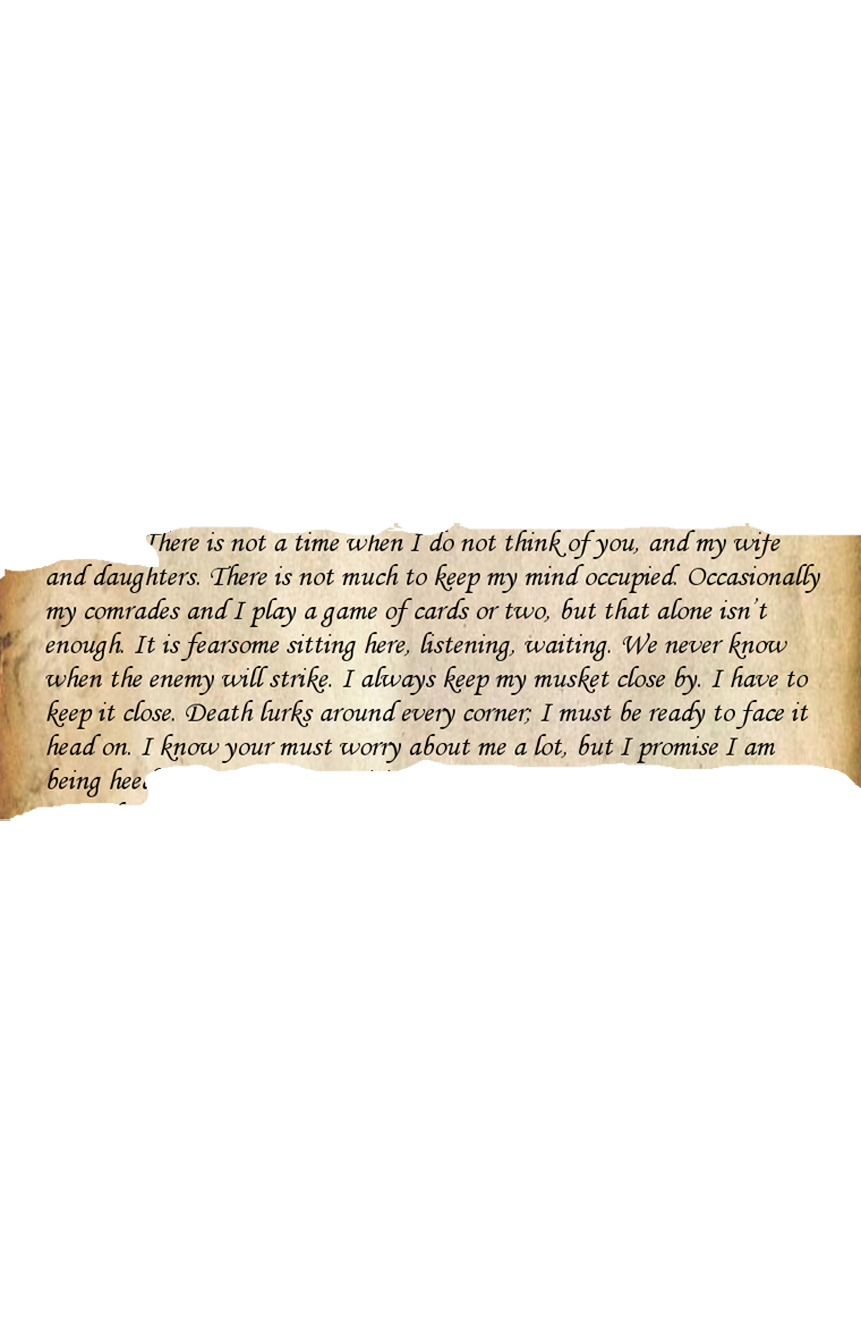 There is not a time when I do not think of you, and my wife
and daughters. There is not much to keep my mind occupied. Occasionally
my comrades and I play a game of cards or two, but that alone isn't
enough. It is fearsome sitting here, listening, waiting. We never know
when the enemy will strike. I always keep my musket close by. I have to
keep it close. Death lurks around every corner; I must be ready to face it
head on. I know your must worry about me a lot, but I promise I am
being